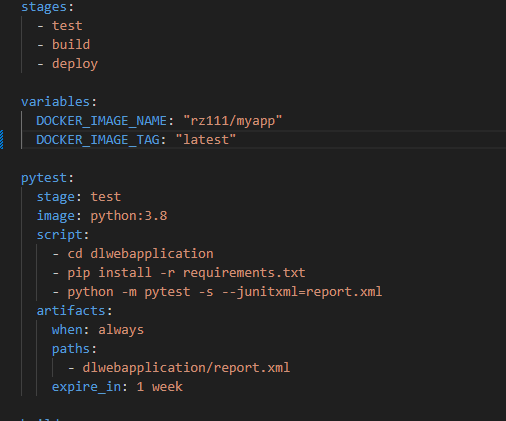 stages:
  - test
  - build
  - deploy
variables:
  DOCKER_IMAGE_NAME: "rz111/myapp"
  DOCKER_IMAGE_TAG: "latest"
pytest:
  stage: test
  image: python:3.8
  script:
    - cd dlwebapplication
    - pip install -r requirements.txt
    - python -m pytest -s --junitxml=report.xml
  artifacts:
    when: always
    paths:
      - dlwebapplication/report.xml
    expire_in: 1 week